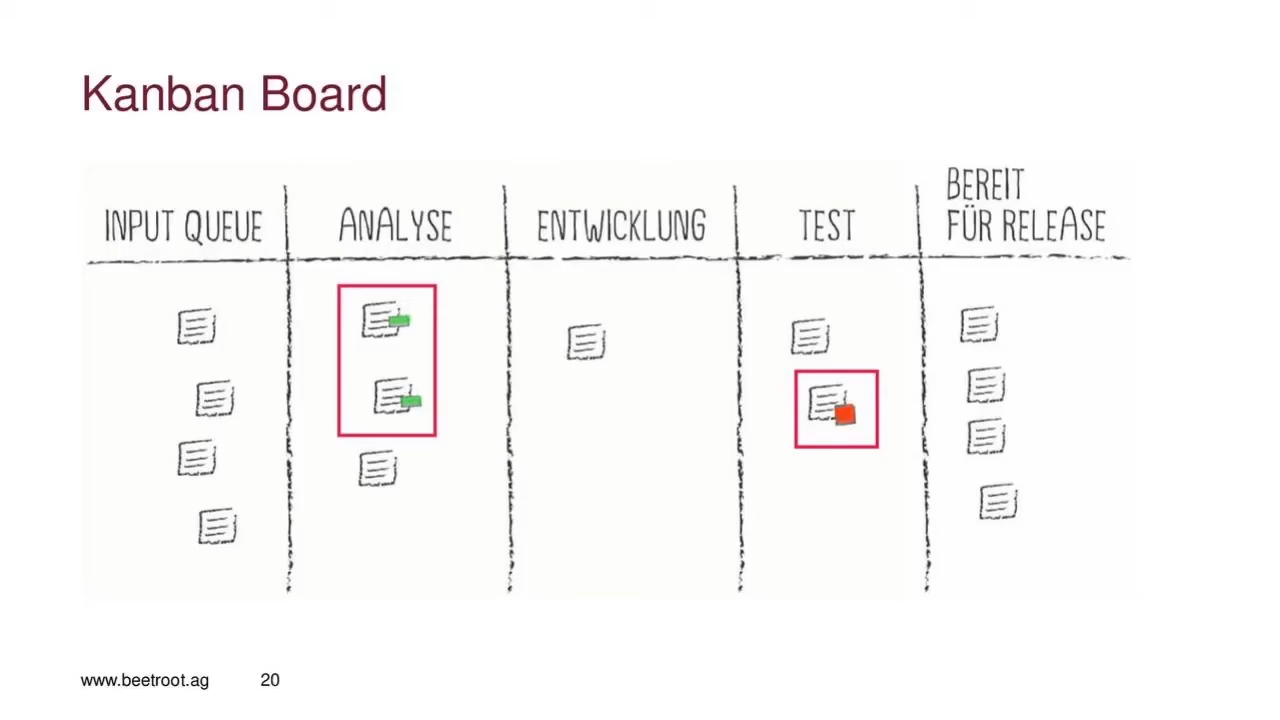 Kanban Board
INPUT QUEUE
ANALYSE
ENTWICKLUNG
TEST
BEREIT
FÜR RELEASE
www.beetroot.ag
20